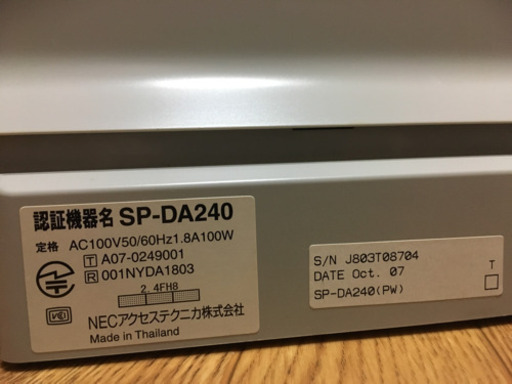 認証機器名 SP-DA240
定格 AC100V50/60Hz1.8A100W
T A07-0249001
R 001NYDA1803
2.4FH8
NECアクセステクニカ株式会社
Made in Thailand
S/N J803T08704
DATE Oct. 07
SP-DA240(PW)
T